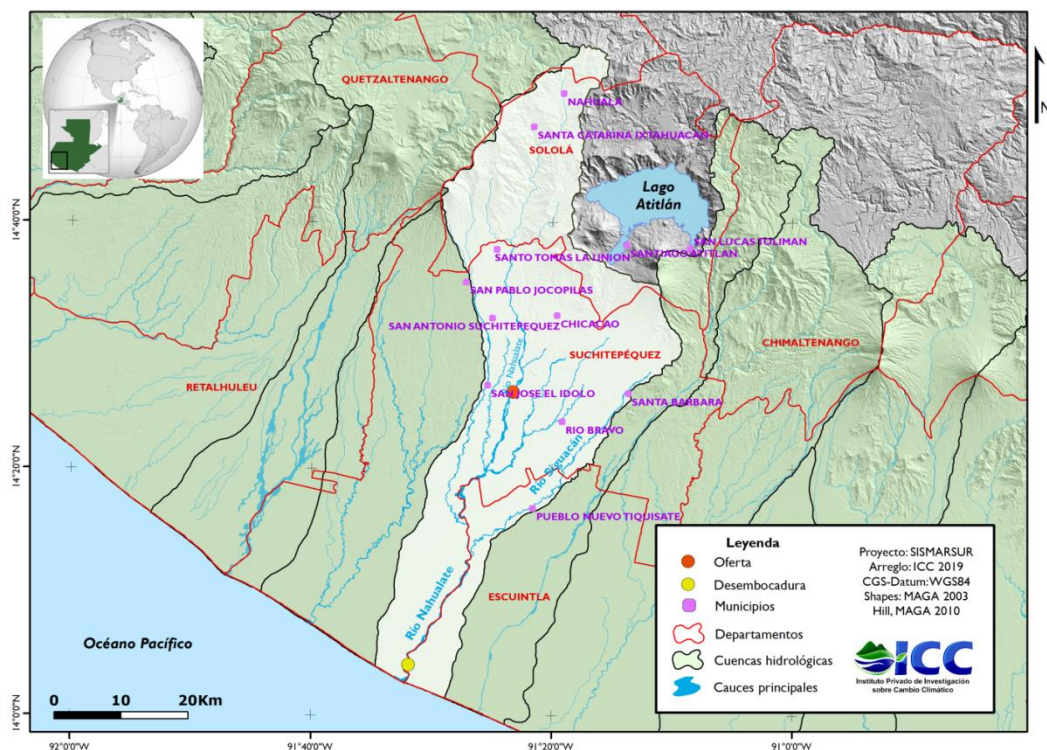 QUETZALTENANGO
NAHUALÁ
SANTA CATARINA IXTAHUACAN
SOLOLÁ
Lago
Atitlán
N
SAN LUCAS TOLIMAN
SANTIAGO ATITLAN
SANTO TOMAS LA UNION
SAN PABLO JOCOPILAS
SAN ANTONIO SUCHITEPEQUEZ
CHICACAO
CHIMALTENANGO
SUCHITEPÉQUEZ
Nahualate
RETALHULEU
SAN JOSE EL IDOLO
SANTA BARBARA
RIO BRAVO
Río Siguacán
PUEBLO NUEVO TIQUISATE
ESCUINTLA
Río Nahualate
Océano Pacífico
0 10 20Km
14°40'0"N
14°20'0"N
14°0'0"N
92°0'0"W
91°40'0"W
91°20'0"W
91°0'0"W
Leyenda
Oferta
Desembocadura
Municipios
Departamentos
Cuencas hidrológicas
Cauces principales
Proyecto: SISMARSUR
Arreglo: ICC 2019
CGS-Datum: WGS84
Shapes: MAGA 2003
Hill, MAGA 2010
ICC
Instituto Privado de Investigación
sobre Cambio Climático